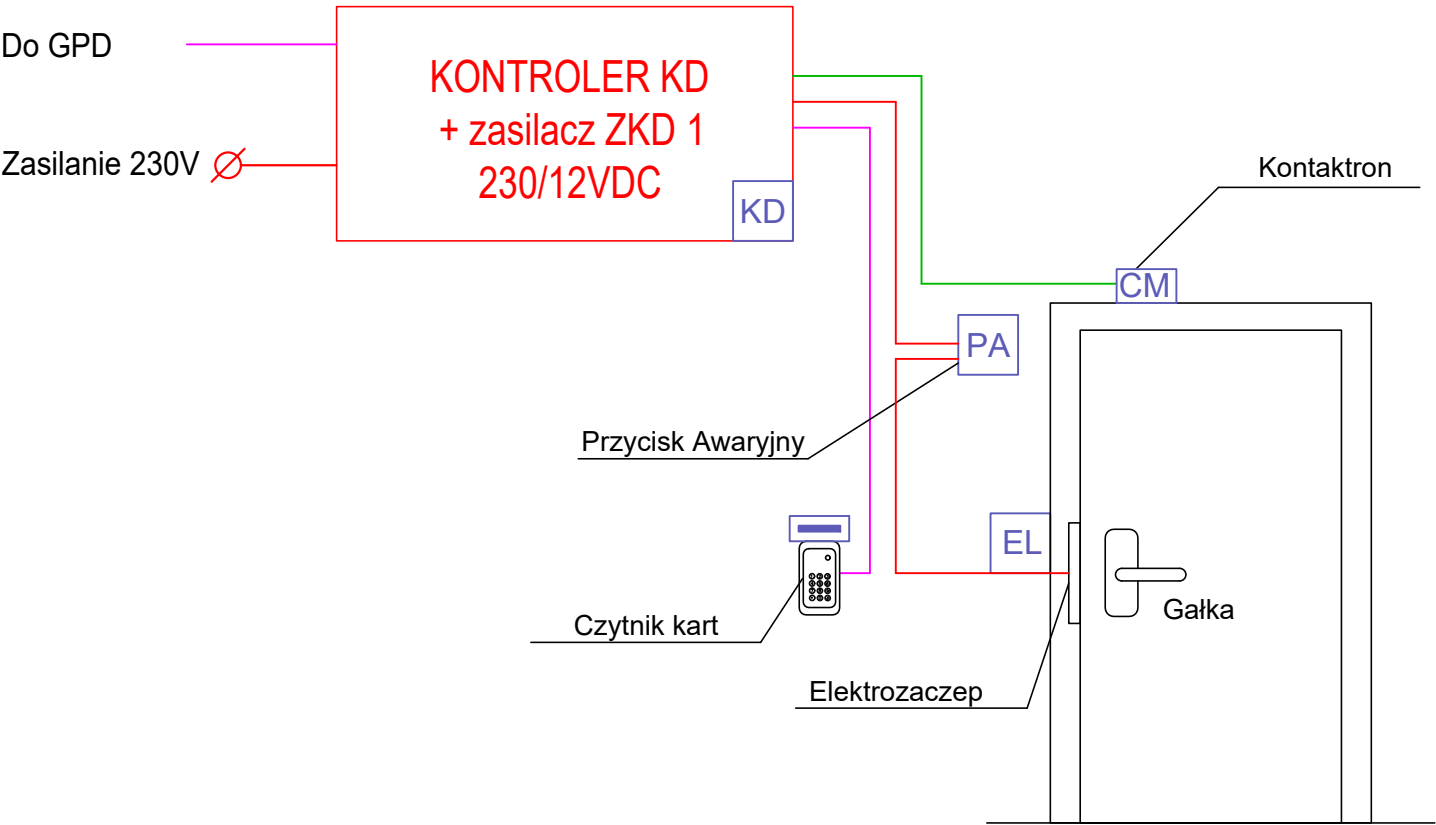 Do GPD
KONTROLER KD
+ zasilacz ZKD 1
230/12VDC
Zasilanie 230V
KD
Kontaktron
CM
PA
Przycisk Awaryjny
EL
Gałka
Czytnik kart
Elektrozaczep